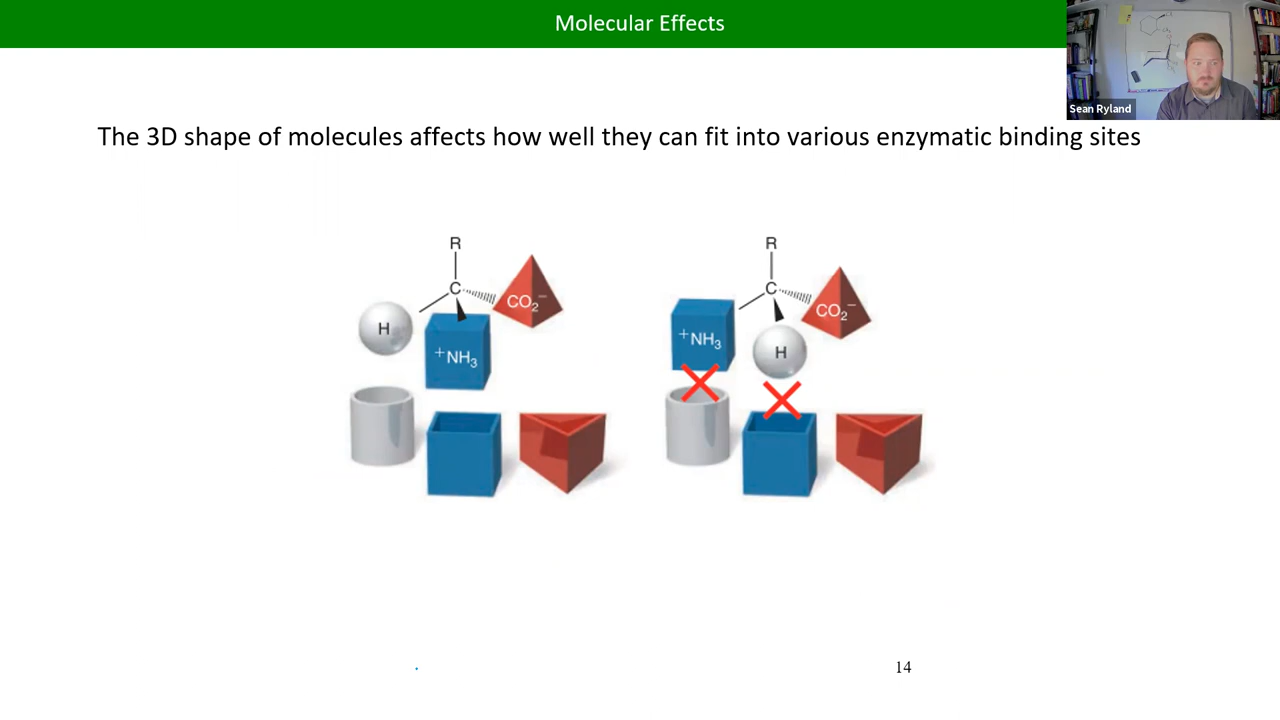 Molecular Effects
Sean Ryland
The 3D shape of molecules affects how well they can fit into various enzymatic binding sites
R
C
CO₂⁻
H
⁺NH₃
R
C
CO₂⁻
⁺NH₃
H
14